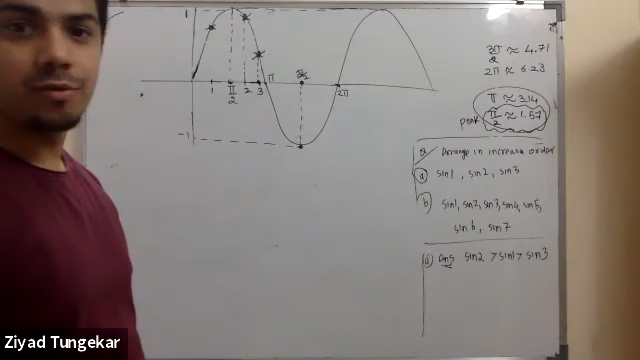 1
-1
1 π/2 2 3 π 3π/2 2π
3π/2 ≈ 4.71
2π ≈ 6.23
π ≈ 3.14
peak π/2 ≈ 1.57
Q Arrange in increase order
(a) sin1, sin2, sin3
(b) sin1, sin2, sin3, sin4, sin5,
sin6, sin7
(a) Ans sin2 > sin1 > sin3
Ziyad Tungekar